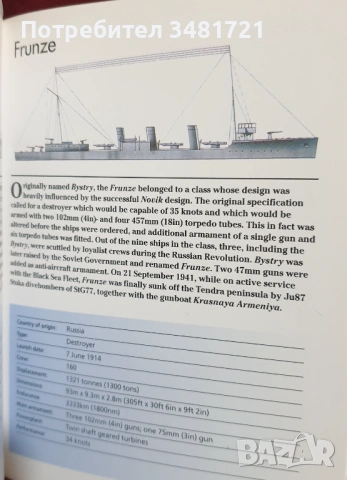 Потребител 3481721
Frunze
Originally named Bystry, the Frunze belonged to a class whose design was
heavily influenced by the successful Novik design. The original specification
called for a destroyer which would be capable of 35 knots and which would be
armed with two 102mm (4in) and four 457mm (18in) torpedo tubes. This in fact was
altered before the ships were ordered, and additional armament of a single gun and
six torpedo tubes was fitted. Out of the nine ships in the class, three, including the
Bystry, were scuttled by loyalist crews during the Russian Revolution. Bystry was
later raised by the Soviet Government and renamed Frunze. Two 47mm guns were
added as anti-aircraft armament. On 21 September 1941, while on active service
with the Black Sea Fleet, Frunze was finally sunk off the Tendra peninsula by Ju87
Stuka divebombers of StG77, together with the gunboat Krasnaya Armeniya.
Country of origin: Russia
Type: Destroyer
Launch date: 7 June 1914
Crew: 160
Displacement: 1321 tonnes (1300 tons)
Dimensions: 93m x 9.3m x 2.8m (305ft x 30ft 6in x 9ft)
Endurance: 3333km (1800nm)
Main armament: Three 102mm (4in) guns; one 75mm (3in) gun
Powerplant: Twin shaft geared turbines
Performance: 34 knots
BAZAR
bg